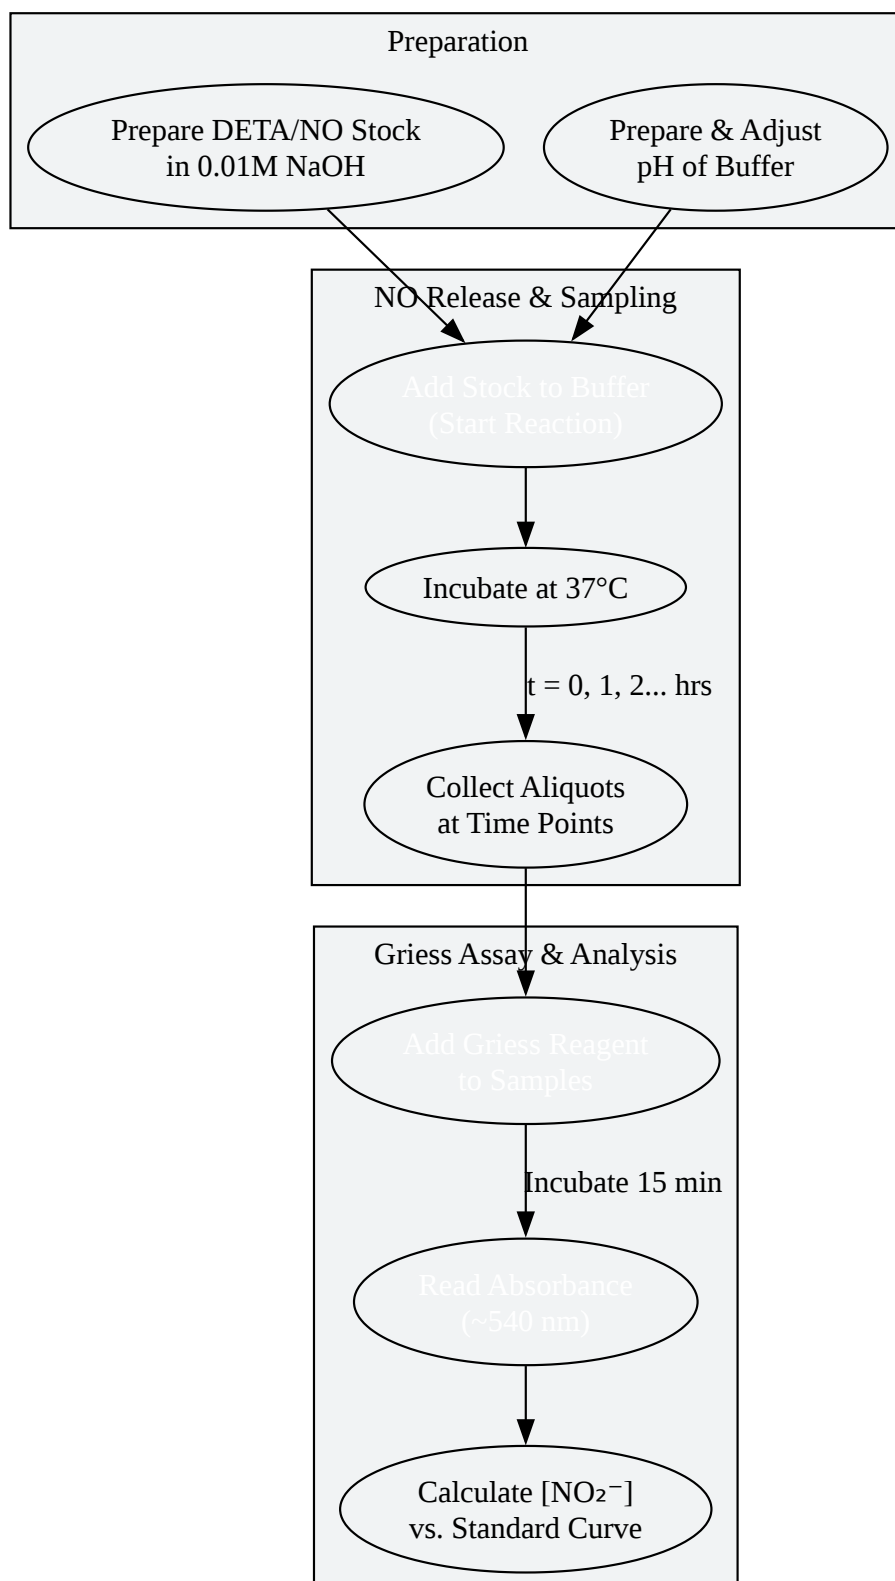 Preparation
Prepare DETA/NO Stock
in 0.01M NaOH
Prepare & Adjust
pH of Buffer
NO Release & Sampling
Add Stock to Buffer
(Start Reaction)
Incubate at 37°C
t = 0, 1, 2... hrs
Collect Aliquots
at Time Points
Griess Assay & Analysis
Add Griess Reagent
to Samples
Incubate 15 min
Read Absorbance
(~540 nm)
Calculate [NO₂⁻]
vs. Standard Curve